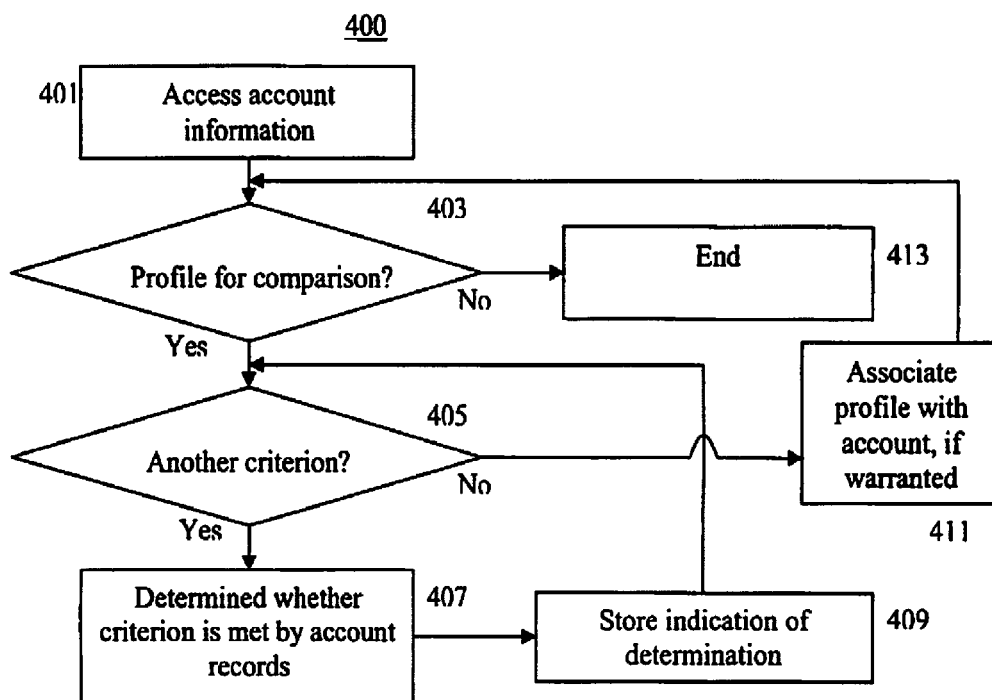 400
401
Access account
information
403
Profile for comparison?
No
End
413
Yes
405
Another criterion?
No
Associate
profile with
account, if
warranted
411
Yes
Determined whether
criterion is met by account
records
407
Store indication of
determination
409